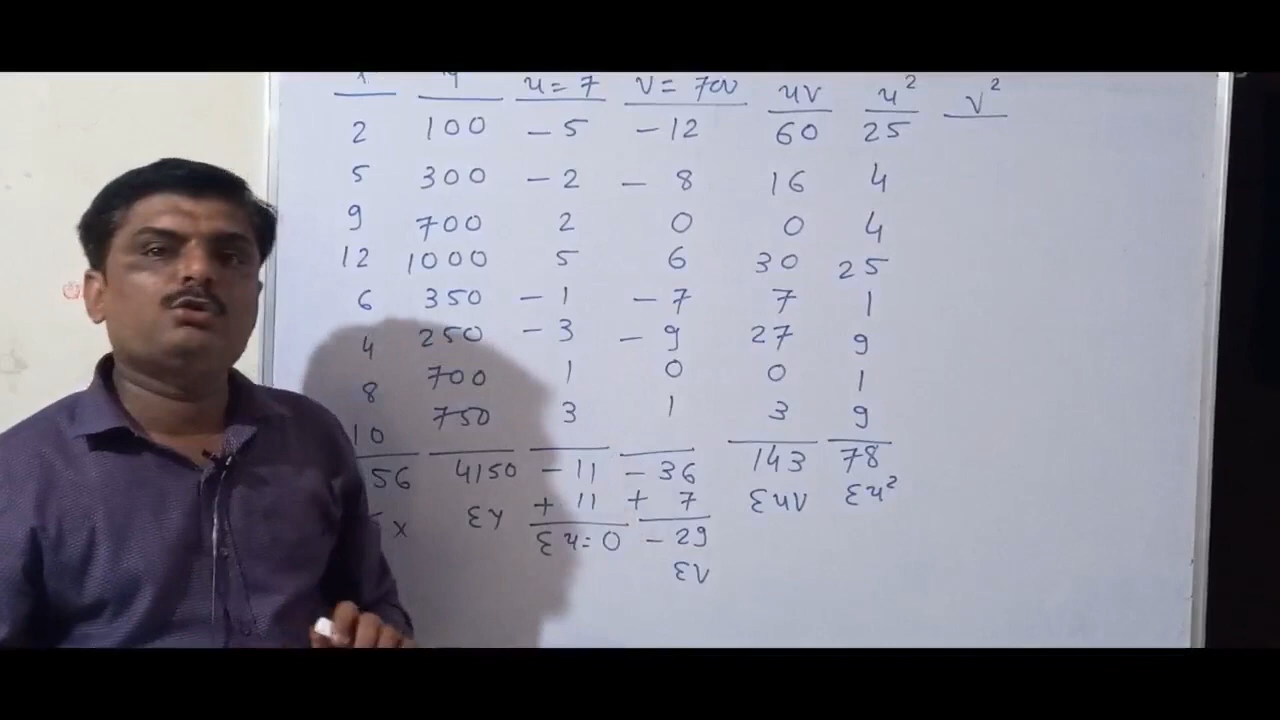 x y u = 7 v = 700 uv u² v²
2 100 - 5 - 12 60 25
5 300 - 2 - 8 16 4
9 700 2 0 0 4
12 1000 5 6 30 25
6 350 - 1 - 7 7 1
4 250 - 3 - 9 27 9
8 700 1 0 0 1
10 750 3 1 3 9
56 4150 - 11 - 36 143 78
x Σy + 11 + 7 Σuv Σu²
Σu = 0 - 29
Σv